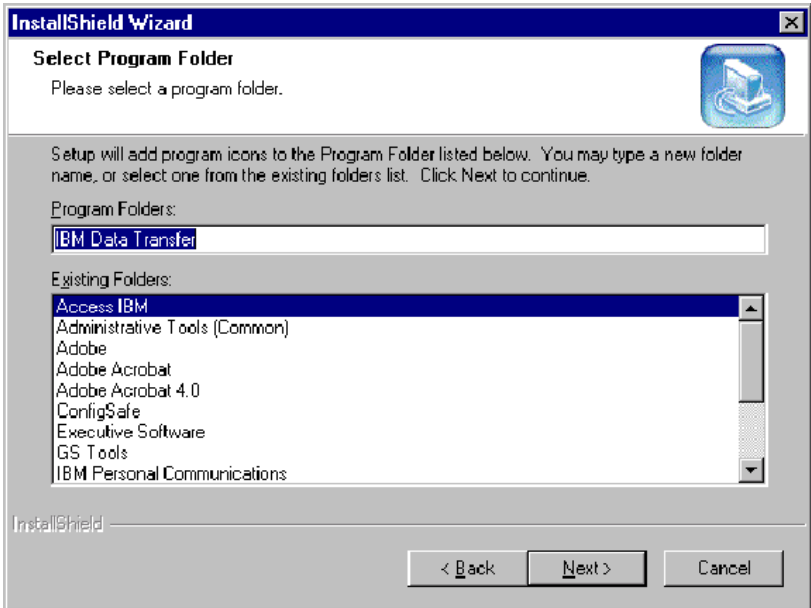 InstallShield Wizard
Select Program Folder
Please select a program folder.
Setup will add program icons to the Program Folder listed below. You may type a new folder
name, or select one from the existing folders list. Click Next to continue.
Program Folders:
IBM Data Transfer
Existing Folders:
Access IBM
Administrative Tools (Common)
Adobe
Adobe Acrobat
Adobe Acrobat 4.0
ConfigSafe
Executive Software
GS Tools
IBM Personal Communications
InstallShield
< Back Next > Cancel